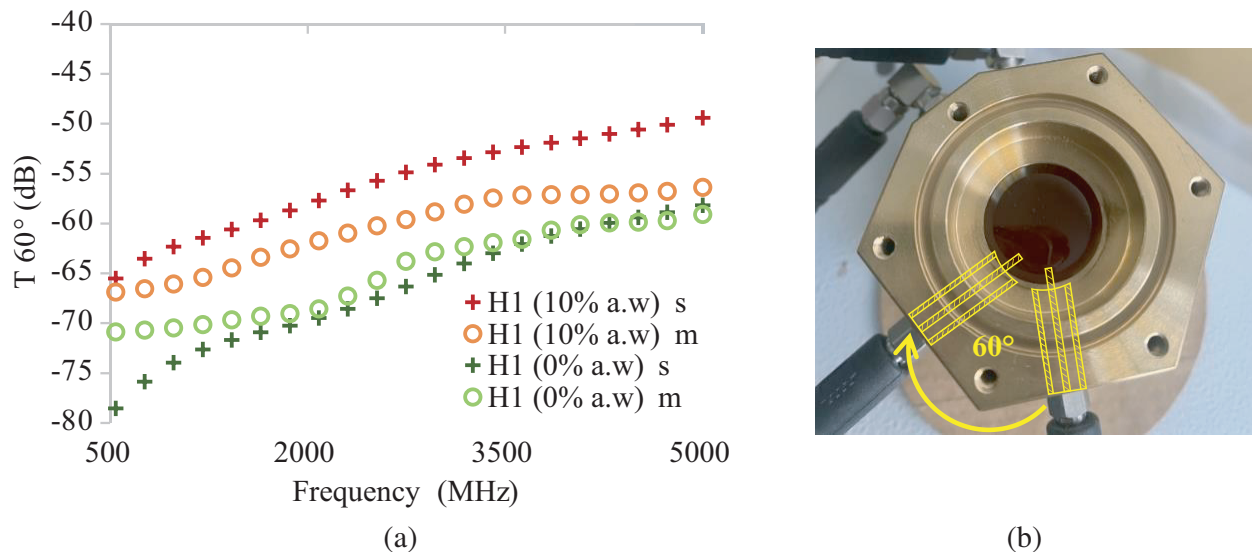 -40
-45
-50
-55
-60
-65
-70
-75
-80
T 60° (dB)
H1 (10% a.w) s
H1 (10% a.w) m
H1 (0% a.w) s
H1 (0% a.w) m
500
2000
3500
5000
Frequency (MHz)
(a)
60°
(b)